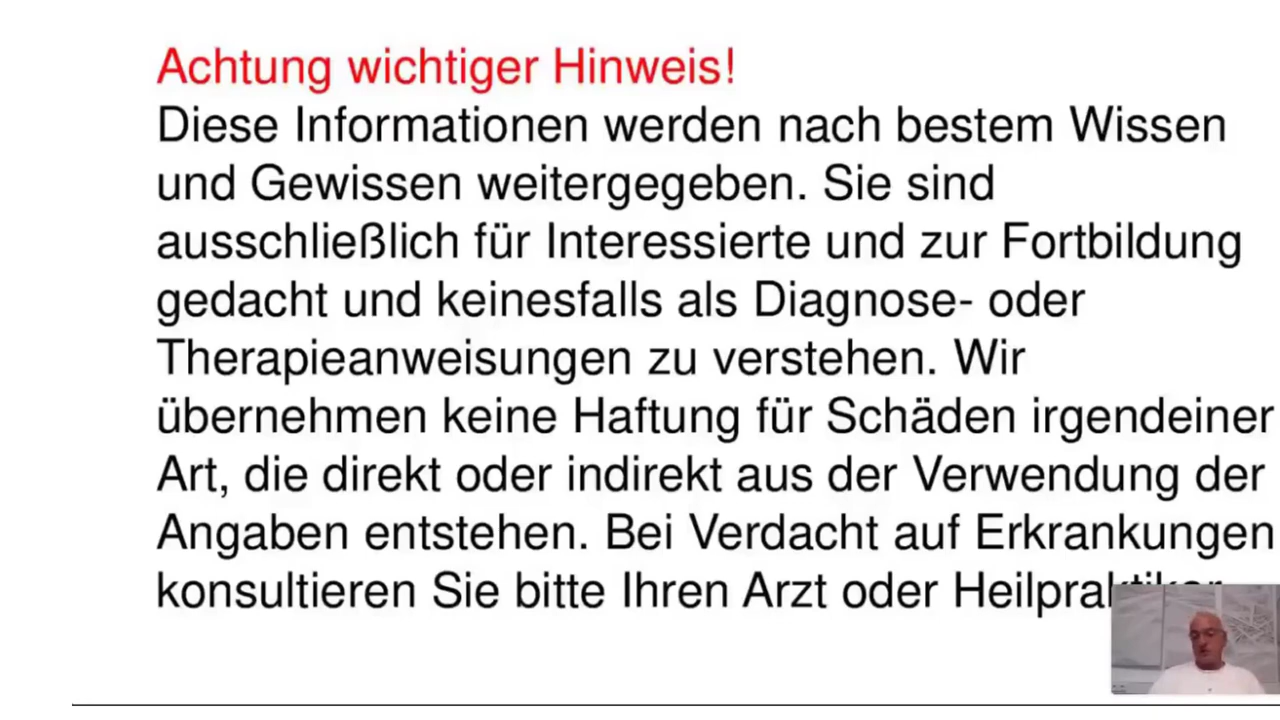 Achtung wichtiger Hinweis!
Diese Informationen werden nach bestem Wissen
und Gewissen weitergegeben. Sie sind
ausschließlich für Interessierte und zur Fortbildung
gedacht und keinesfalls als Diagnose- oder
Therapieanweisungen zu verstehen. Wir
übernehmen keine Haftung für Schäden irgendeiner
Art, die direkt oder indirekt aus der Verwendung der
Angaben entstehen. Bei Verdacht auf Erkrankungen
konsultieren Sie bitte Ihren Arzt oder Heilpraktiker